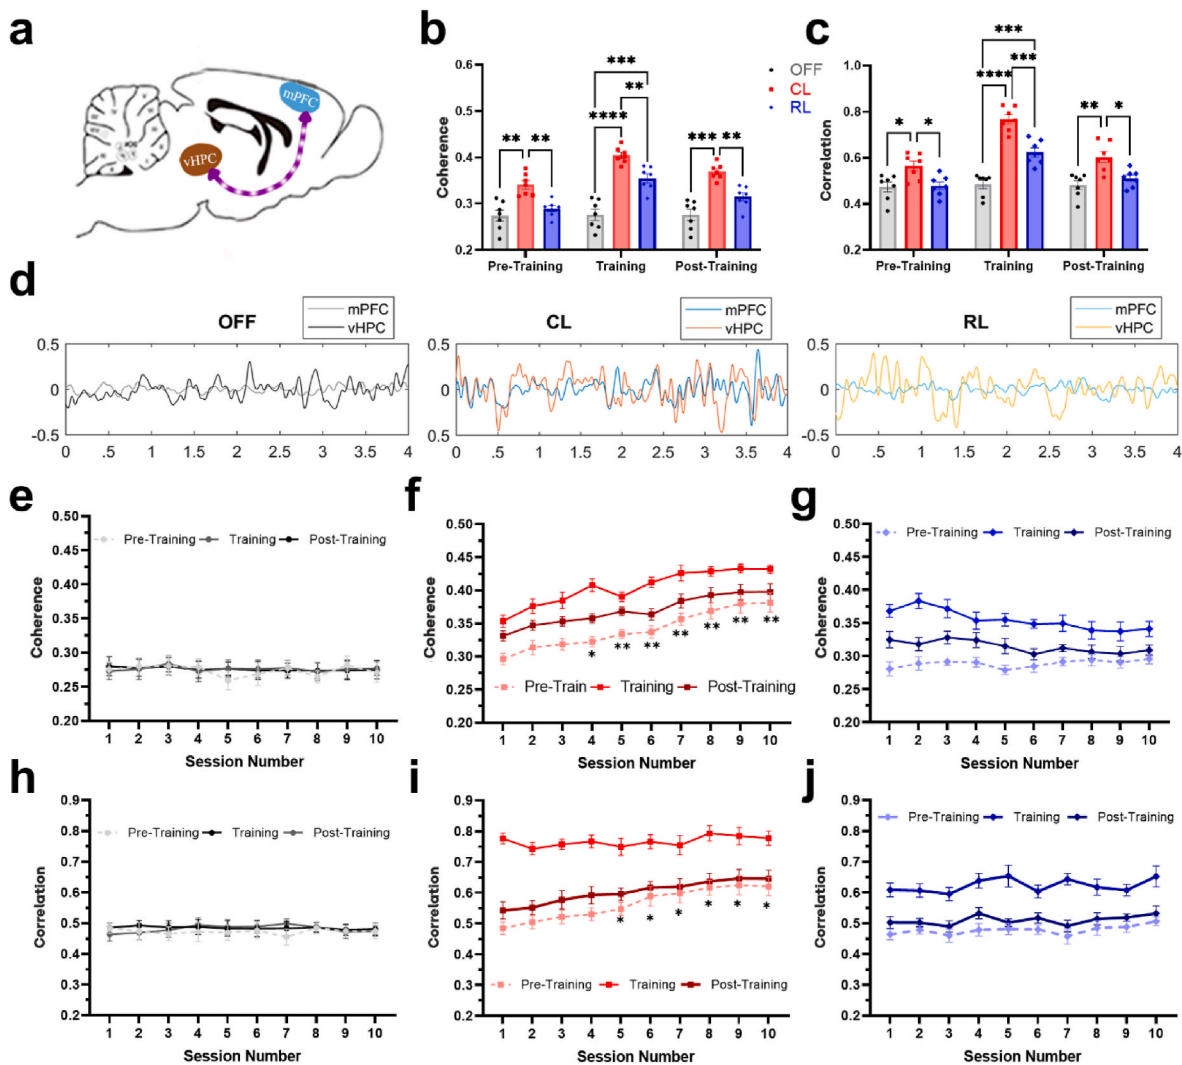 a
mPFC
vHPC
b
Coherence
0.6
0.5
0.4
0.3
0.2
** **
**** *** **
*** **
OFF
CL
RL
Pre-Training Training Post-Training
c
Correlation
1.0
0.8
0.6
0.4
0.2
* *
**** *** ***
** *
Pre-Training Training Post-Training
d
OFF
mPFC
vHPC
0.5
0
-0.5
0 .5 1 1.5 2 2.5 3 3.5 4
CL
mPFC
vHPC
0.5
0
0.5
0 .5 1 1.5 2 2.5 3 3.5 4
RL
mPFC
vHPC
0.5
0
-0.5
0 .5 1 1.5 2 2.5 3 3.5 4
e
Coherence
0.50
0.45
0.40
0.35
0.30
0.25
0.20
Pre-Training Training Post-Training
1 2 3 4 5 6 7 8 9 10
Session Number
f
Coherence
0.50
0.45
0.40
0.35
0.30
0.25
0.20
* ** ** ** ** ** **
Pre-Train Training Post-Training
1 2 3 4 5 6 7 8 9 10
Session Number
g
Coherence
0.50
0.45
0.40
0.35
0.30
0.25
0.20
Pre-Training Training Post-Training
1 2 3 4 5 6 7 8 9 10
Session Number
h
Correlation
0.9
0.8
0.7
0.6
0.5
0.4
0.3
0.2
Pre-Training Training Post-Training
1 2 3 4 5 6 7 8 9 10
Session Number
i
Correlation
0.9
0.8
0.7
0.6
0.5
0.4
0.3
0.2
* * * * * *
Pre-Training Training Post-Training
1 2 3 4 5 6 7 8 9 10
Session Number
j
Correlation
0.9
0.8
0.7
0.6
0.5
0.4
0.3
0.2
Pre-Training Training Post-Training
1 2 3 4 5 6 7 8 9 10
Session Number